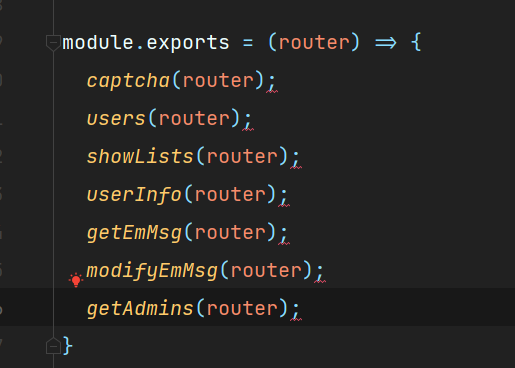 module.exports = (router) => {
captcha(router);
users(router);
showLists(router);
userInfo(router);
getEmMsg(router);
modifyEmMsg(router);
getAdmins(router);
}